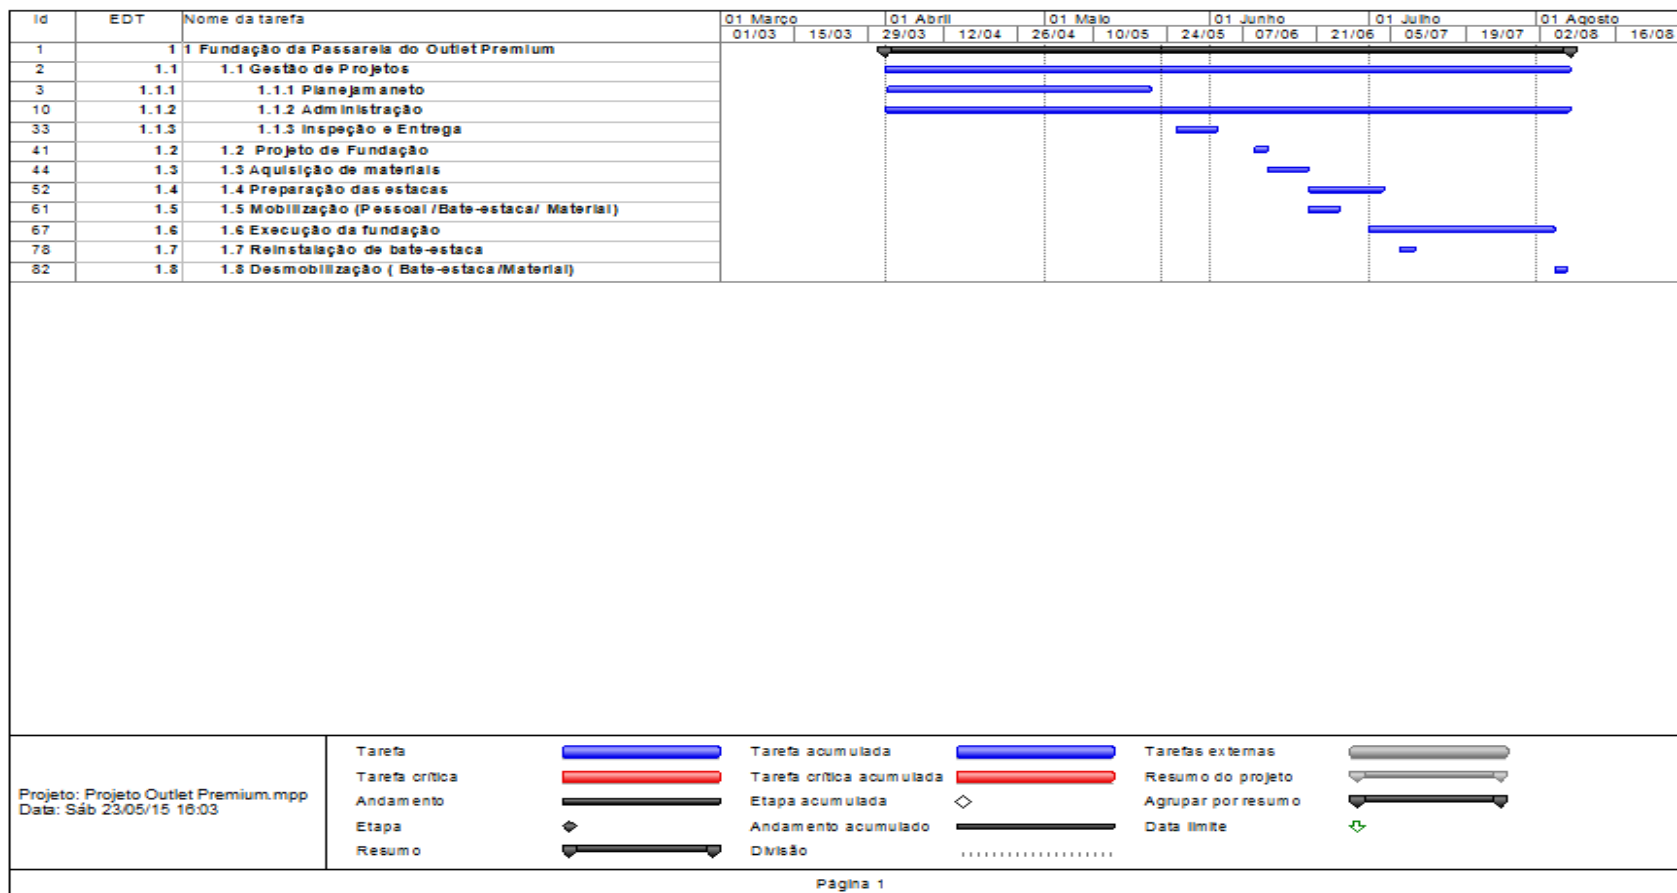 Id EDT Nome da tarefa 01 Março 01 Abril 01 Maio 01 Junho 01 Julho 01 Agosto
01/03 15/03 29/03 12/04 26/04 10/05 24/05 07/06 21/06 05/07 19/07 02/08 16/08
1 1 1 Fundação da Passarela do Outlet Premium
2 1.1 1.1 Gestão de Projetos
3 1.1.1 1.1.1 Planejamaneto
10 1.1.2 1.1.2 Administração
33 1.1.3 1.1.3 Inspeção e Entrega
41 1.2 1.2 Projeto de Fundação
44 1.3 1.3 Aquisição de materiais
52 1.4 1.4 Preparação das estacas
61 1.5 1.5 Mobilização (Pessoal /Bate-estaca/ Material)
67 1.6 1.6 Execução da fundação
78 1.7 1.7 Reinstalação de bate-estaca
82 1.8 1.8 Desmobilização ( Bate-estaca/Material)
Projeto: Projeto Outlet Premium.mpp
Data: Sáb 23/05/15 16:03
Tarefa Tarefa acumulada Tarefas externas
Tarefa crítica Tarefa crítica acumulada Resumo do projeto
Andamento Etapa acumulada Agrupar por resumo
Etapa Andamento acumulado Data limite
Resumo Divisão
Página 1